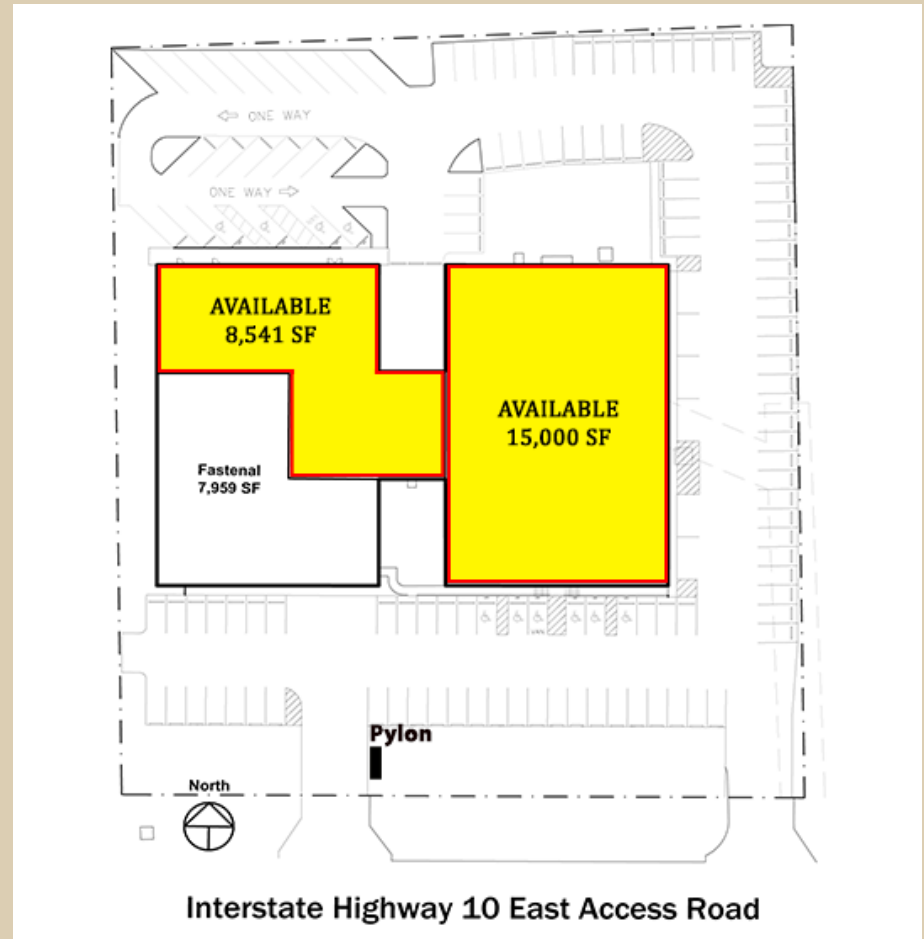 ONE WAY
ONE WAY
AVAILABLE
8,541 SF
AVAILABLE
15,000 SF
Fastenal
7,959 SF
Pylon
North
Interstate Highway 10 East Access Road